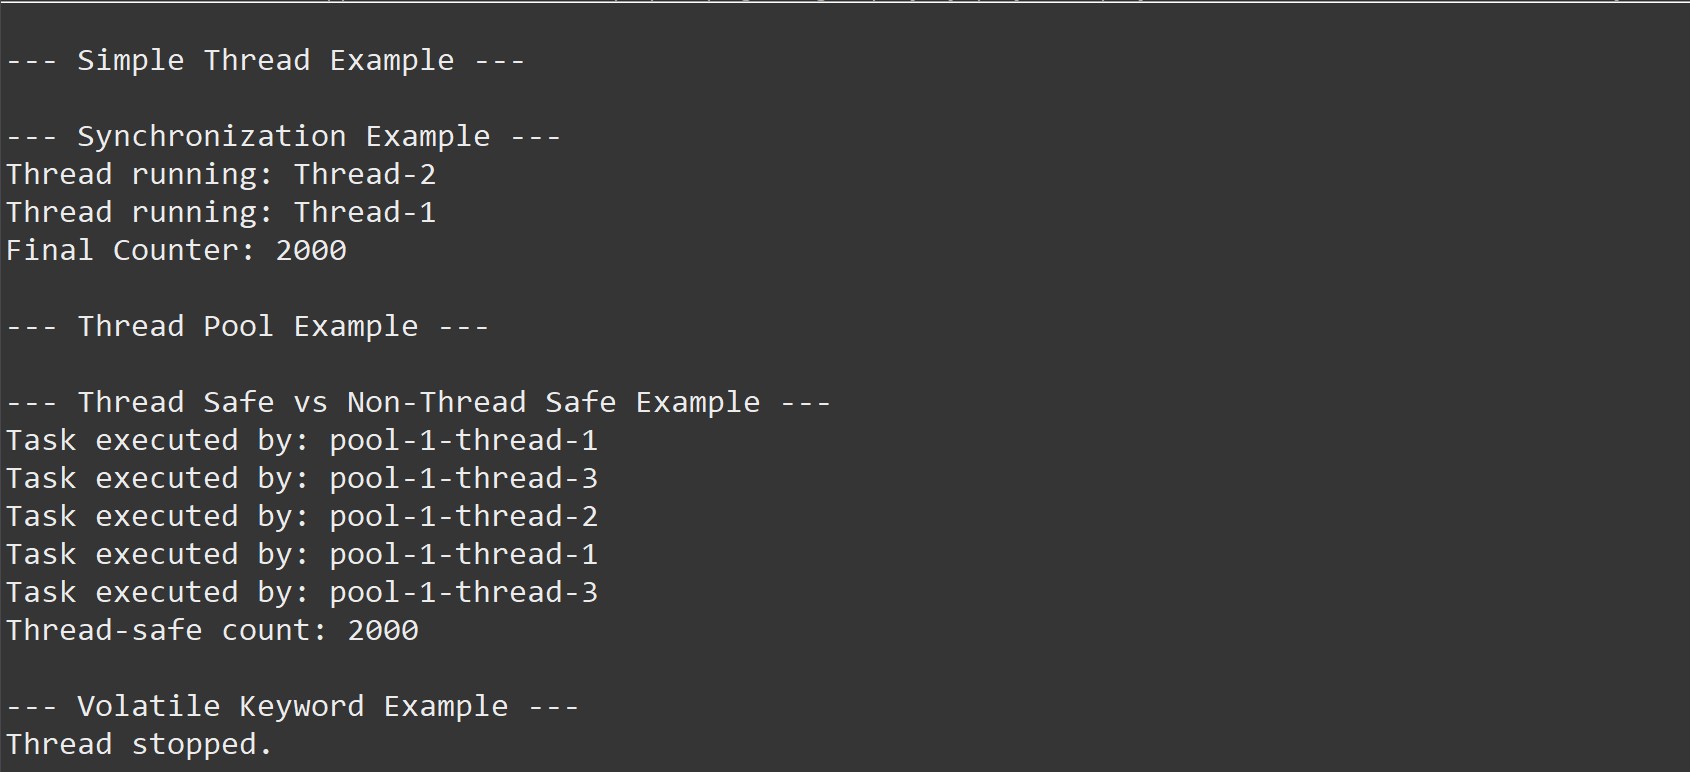 --- Simple Thread Example ---
--- Synchronization Example ---
Thread running: Thread-2
Thread running: Thread-1
Final Counter: 2000
--- Thread Pool Example ---
--- Thread Safe vs Non-Thread Safe Example ---
Task executed by: pool-1-thread-1
Task executed by: pool-1-thread-3
Task executed by: pool-1-thread-2
Task executed by: pool-1-thread-1
Task executed by: pool-1-thread-3
Thread-safe count: 2000
--- Volatile Keyword Example ---
Thread stopped.